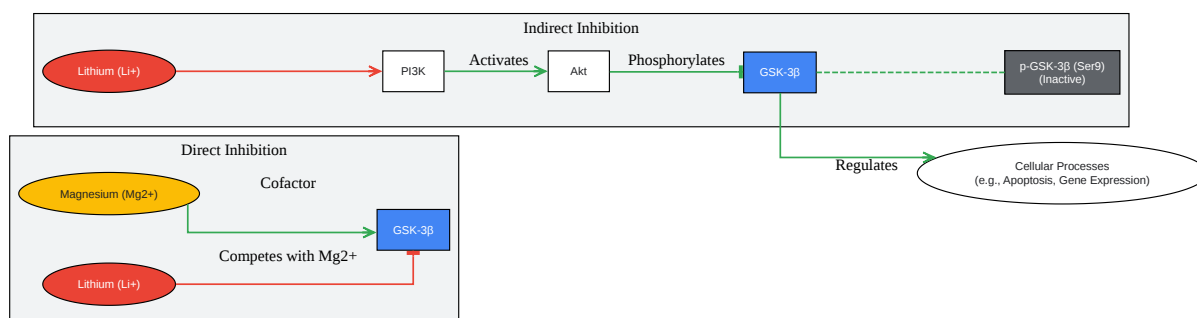 Indirect Inhibition
Lithium (Li+)
PI3K
Activates
Akt
Phosphorylates
GSK-3β
p-GSK-3β (Ser9)
(Inactive)
Direct Inhibition
Magnesium (Mg2+)
Cofactor
GSK-3β
Competes with Mg2+
Lithium (Li+)
Regulates
Cellular Processes
(e.g., Apoptosis, Gene Expression)